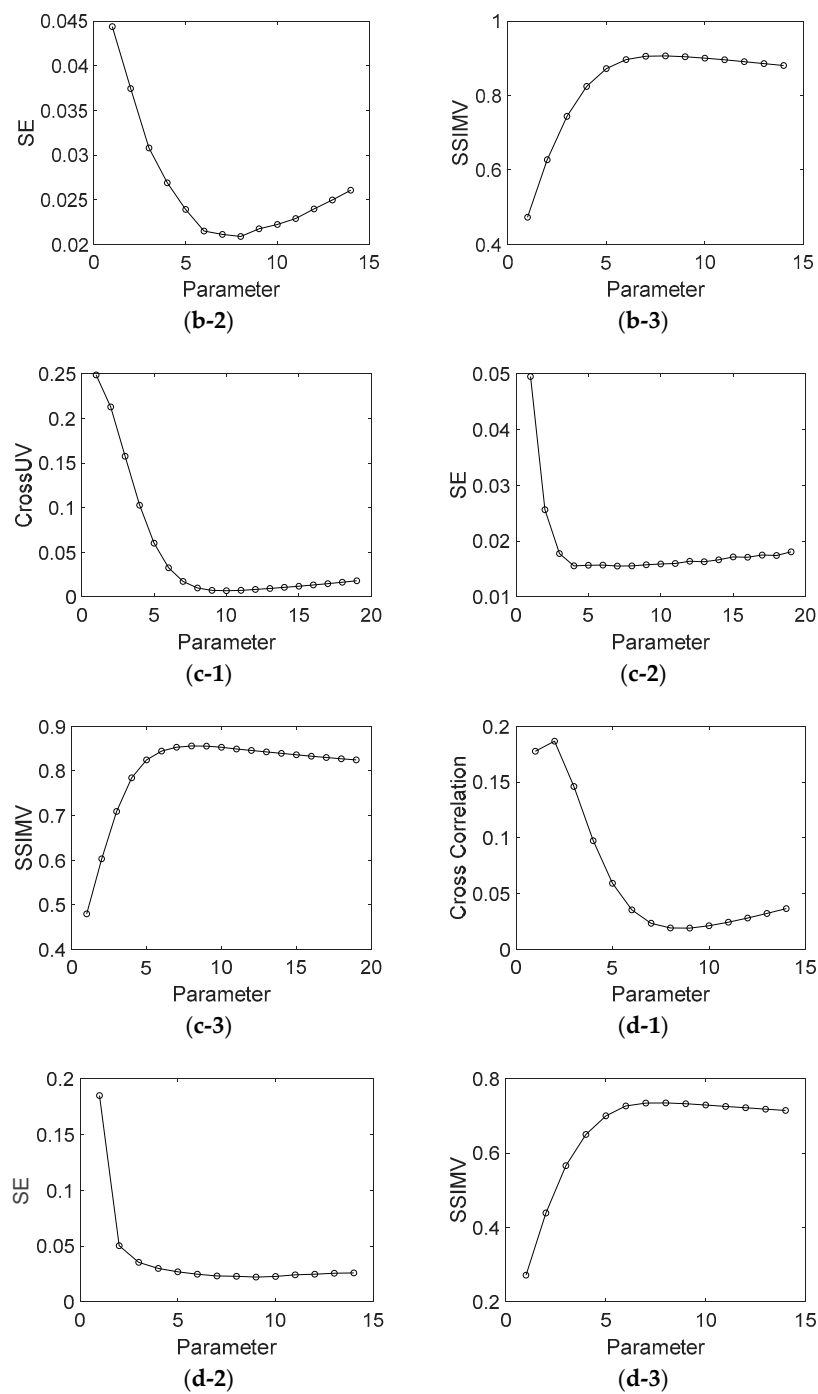 0.045
0.04
0.035
0.03
0.025
0.02
SE
0 5 10 15
Parameter
(b-2)
1
0.8
0.6
0.4
SSIMV
0 5 10 15
Parameter
(b-3)
0.25
0.2
0.15
0.1
0.05
0
CrossUV
0 5 10 15 20
Parameter
(c-1)
0.05
0.04
0.03
0.02
0.01
SE
0 5 10 15 20
Parameter
(c-2)
0.9
0.8
0.7
0.6
0.5
0.4
SSIMV
0 5 10 15 20
Parameter
(c-3)
0.2
0.15
0.1
0.05
0
Cross Correlation
0 5 10 15
Parameter
(d-1)
0.2
0.15
0.1
0.05
0
SE
0 5 10 15
Parameter
(d-2)
0.8
0.6
0.4
0.2
SSIMV
0 5 10 15
Parameter
(d-3)